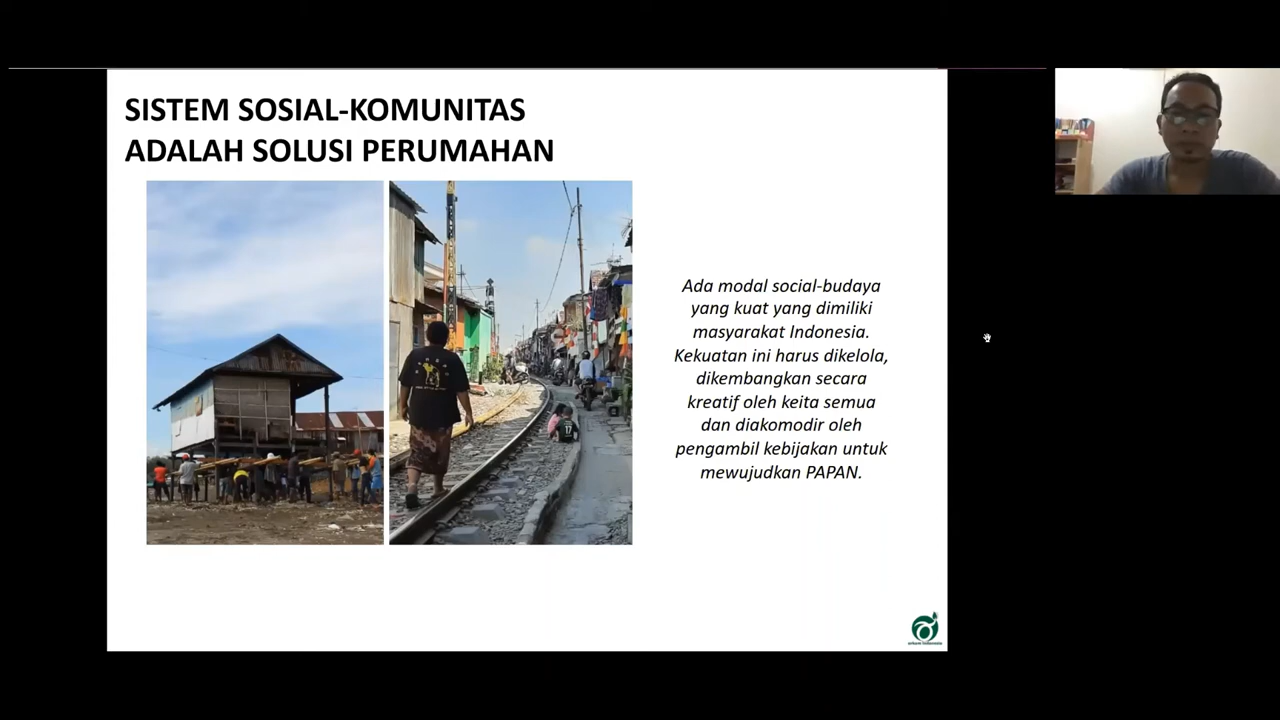 SISTEM SOSIAL-KOMUNITAS
ADALAH SOLUSI PERUMAHAN
Ada modal social-budaya
yang kuat yang dimiliki
masyarakat Indonesia.
Kekuatan ini harus dikelola,
dikembangkan secara
kreatif oleh keita semua
dan diakomodir oleh
pengambil kebijakan untuk
mewujudkan PAPAN.
17